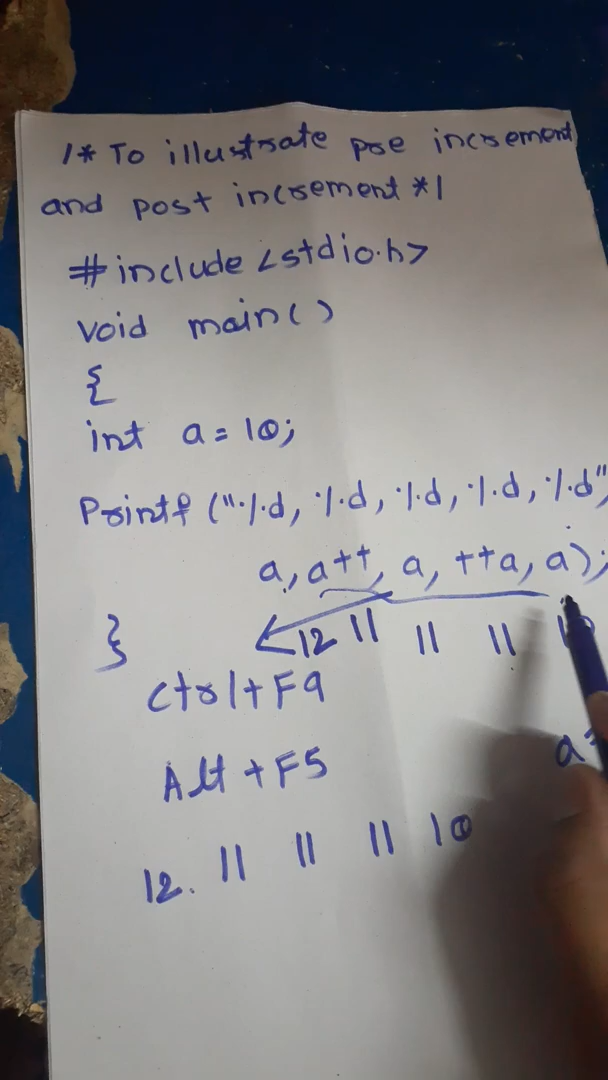 /* To illustrate pre increment
and post increment */
#include <stdio.h>
void main()
{
int a = 10;
Printf ("%d, %d, %d, %d, %d",
a, a++, a, ++a, a);
}
12 11 11 11 10
Ctrl + F9
Alt + F5
a=
12. 11 11 11 10